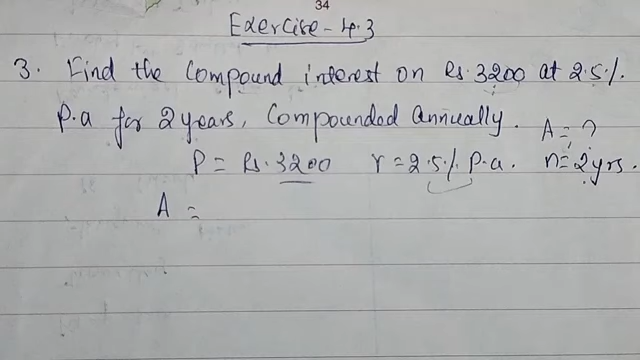 34
Exercise - 4.3
3. Find the Compound interest on Rs. 3200 at 2.5%.
P.a for 2 years, Compounded annually.
A = ?
P = Rs. 3200 r = 2.5% P.a. n = 2 yrs.
A =